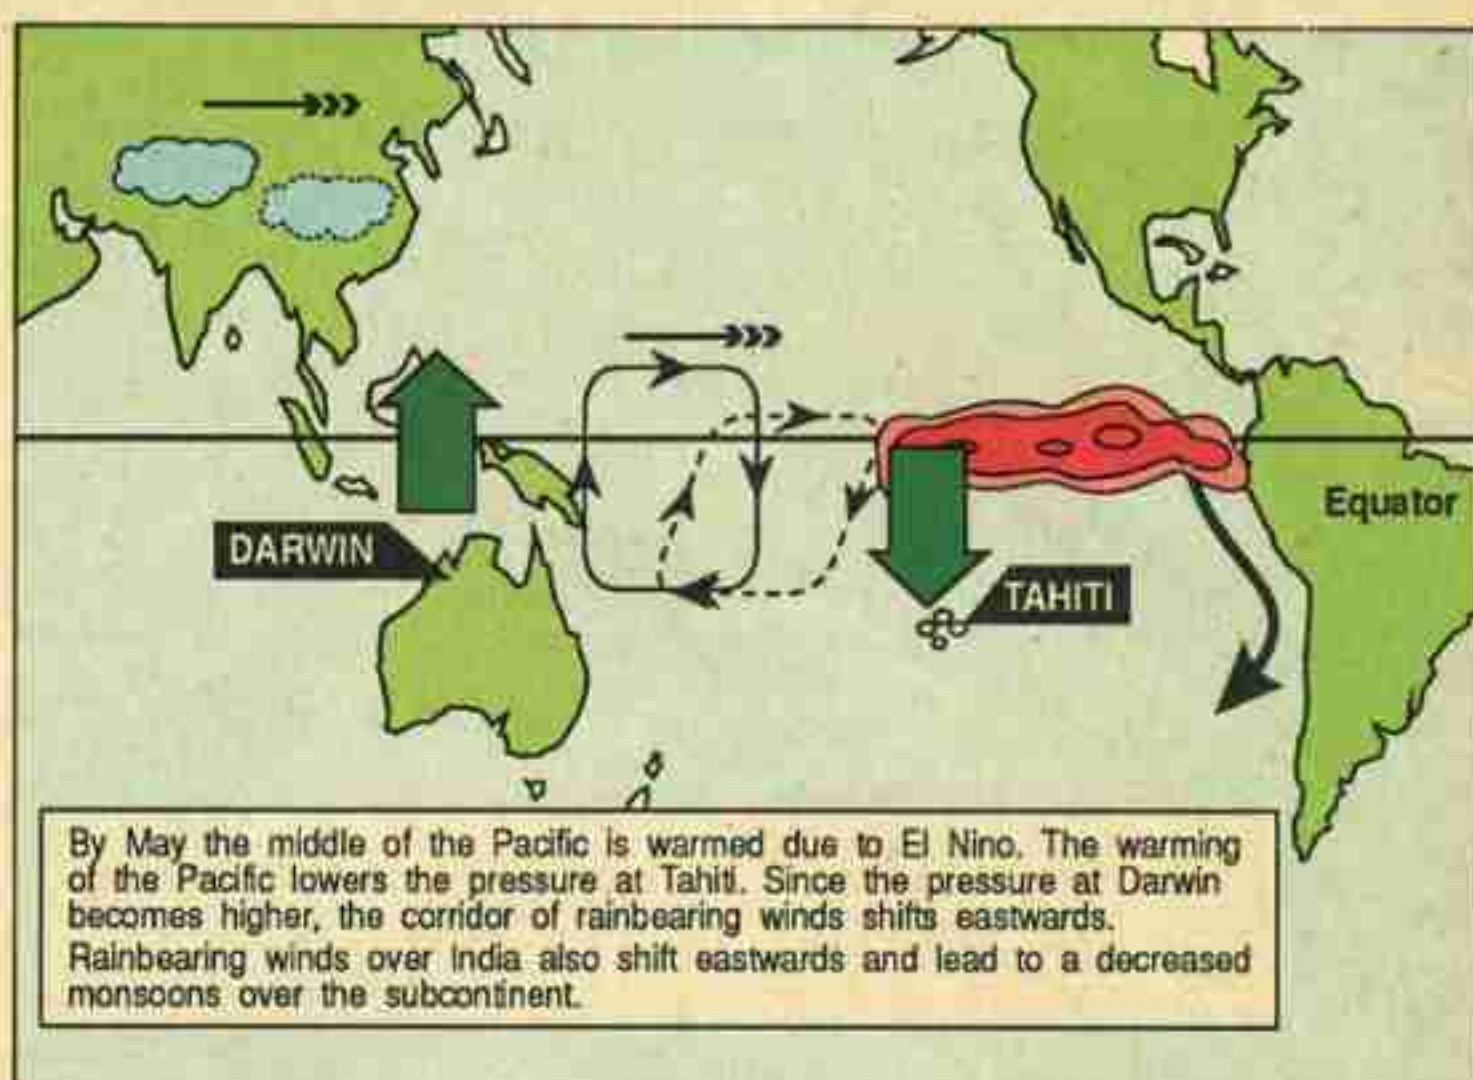 DARWIN
Equator
TAHITI
By May the middle of the Pacific is warmed due to El Nino. The warming
of the Pacific lowers the pressure at Tahiti. Since the pressure at Darwin
becomes higher, the corridor of rainbearing winds shifts eastwards.
Rainbearing winds over India also shift eastwards and lead to a decreased
monsoons over the subcontinent.